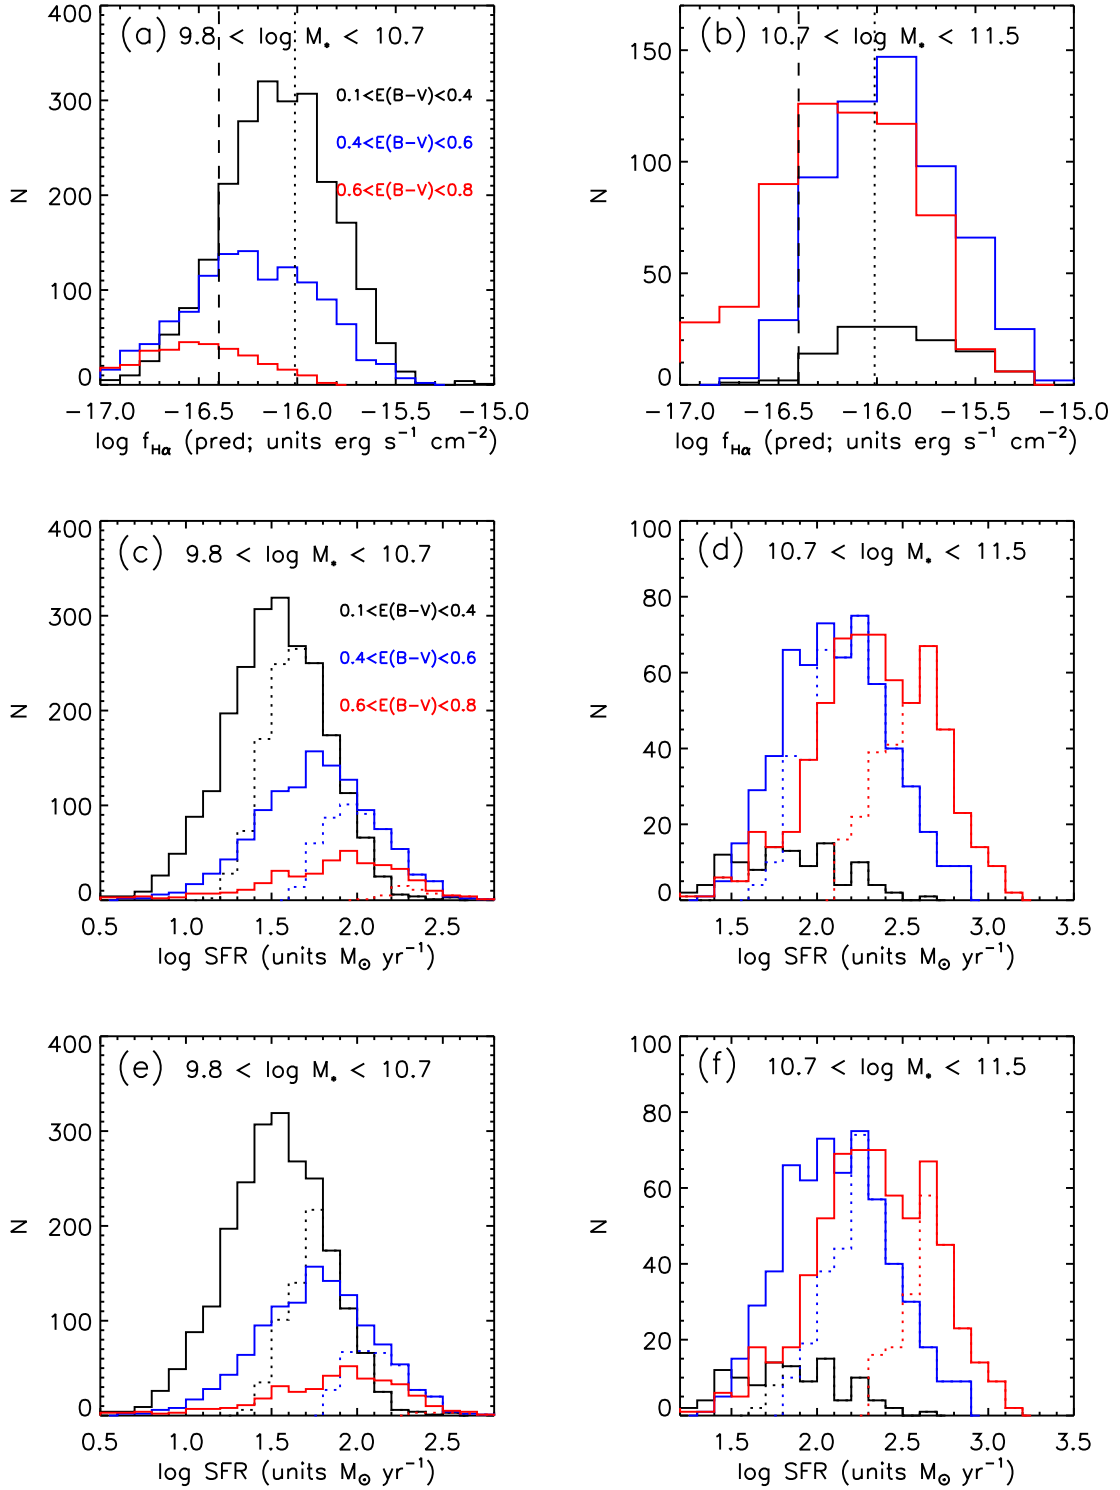 (a) 9.8 < log M* < 10.7
0.1<E(B−V)<0.4
0.4<E(B−V)<0.6
0.6<E(B−V)<0.8
N
400
300
200
100
0
−17.0 −16.5 −16.0 −15.5 −15.0
log fHα (pred; units erg s−1 cm−2)
(b) 10.7 < log M* < 11.5
N
150
100
50
0
−17.0 −16.5 −16.0 −15.5 −15.0
log fHα (pred; units erg s−1 cm−2)
(c) 9.8 < log M* < 10.7
0.1<E(B−V)<0.4
0.4<E(B−V)<0.6
0.6<E(B−V)<0.8
N
400
300
200
100
0
0.5 1.0 1.5 2.0 2.5
log SFR (units M⊙ yr−1)
(d) 10.7 < log M* < 11.5
N
100
80
60
40
20
0
1.5 2.0 2.5 3.0 3.5
log SFR (units M⊙ yr−1)
(e) 9.8 < log M* < 10.7
N
400
300
200
100
0
0.5 1.0 1.5 2.0 2.5
log SFR (units M⊙ yr−1)
(f) 10.7 < log M* < 11.5
N
100
80
60
40
20
0
1.5 2.0 2.5 3.0 3.5
log SFR (units M⊙ yr−1)